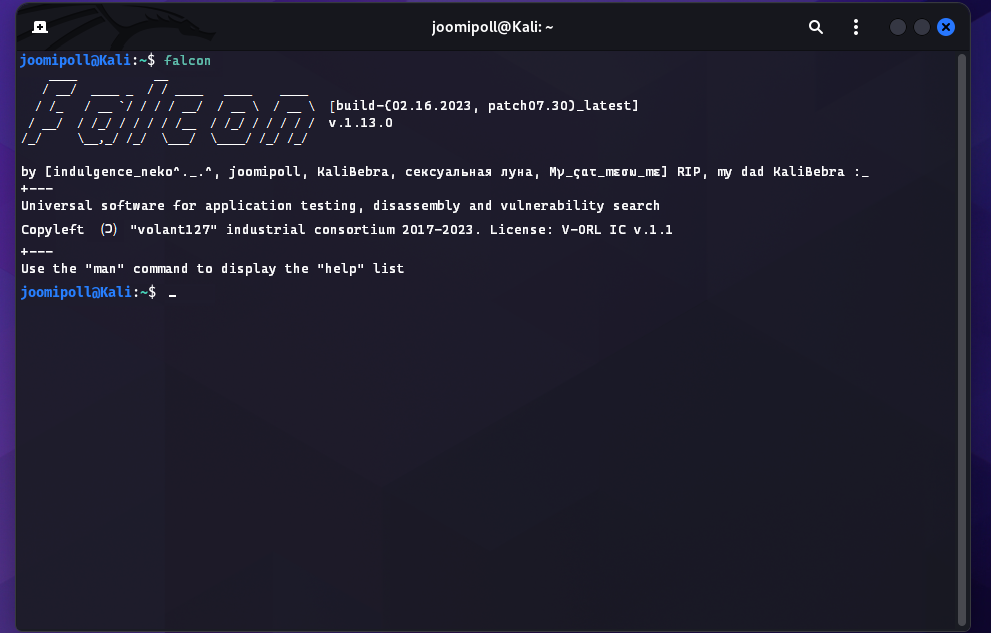 joomipoll@Kali: ~
joomipoll@Kali:~$ falcon
Falcon
[build-(02.16.2023, patch07.30)_latest]
v.1.13.0
by [indulgence_neko^._.^, joomipoll, KaliBebra, сексуальная луна, Mγ_ςατ_mεσω_mε] RIP, my dad KaliBebra :_
+---
Universal software for application testing, disassembly and vulnerability search
Copyleft (Ɔ) "volant127" industrial consortium 2017-2023. License: V-ORL IC v.1.1
+---
Use the "man" command to display the "help" list
joomipoll@Kali:~$ _